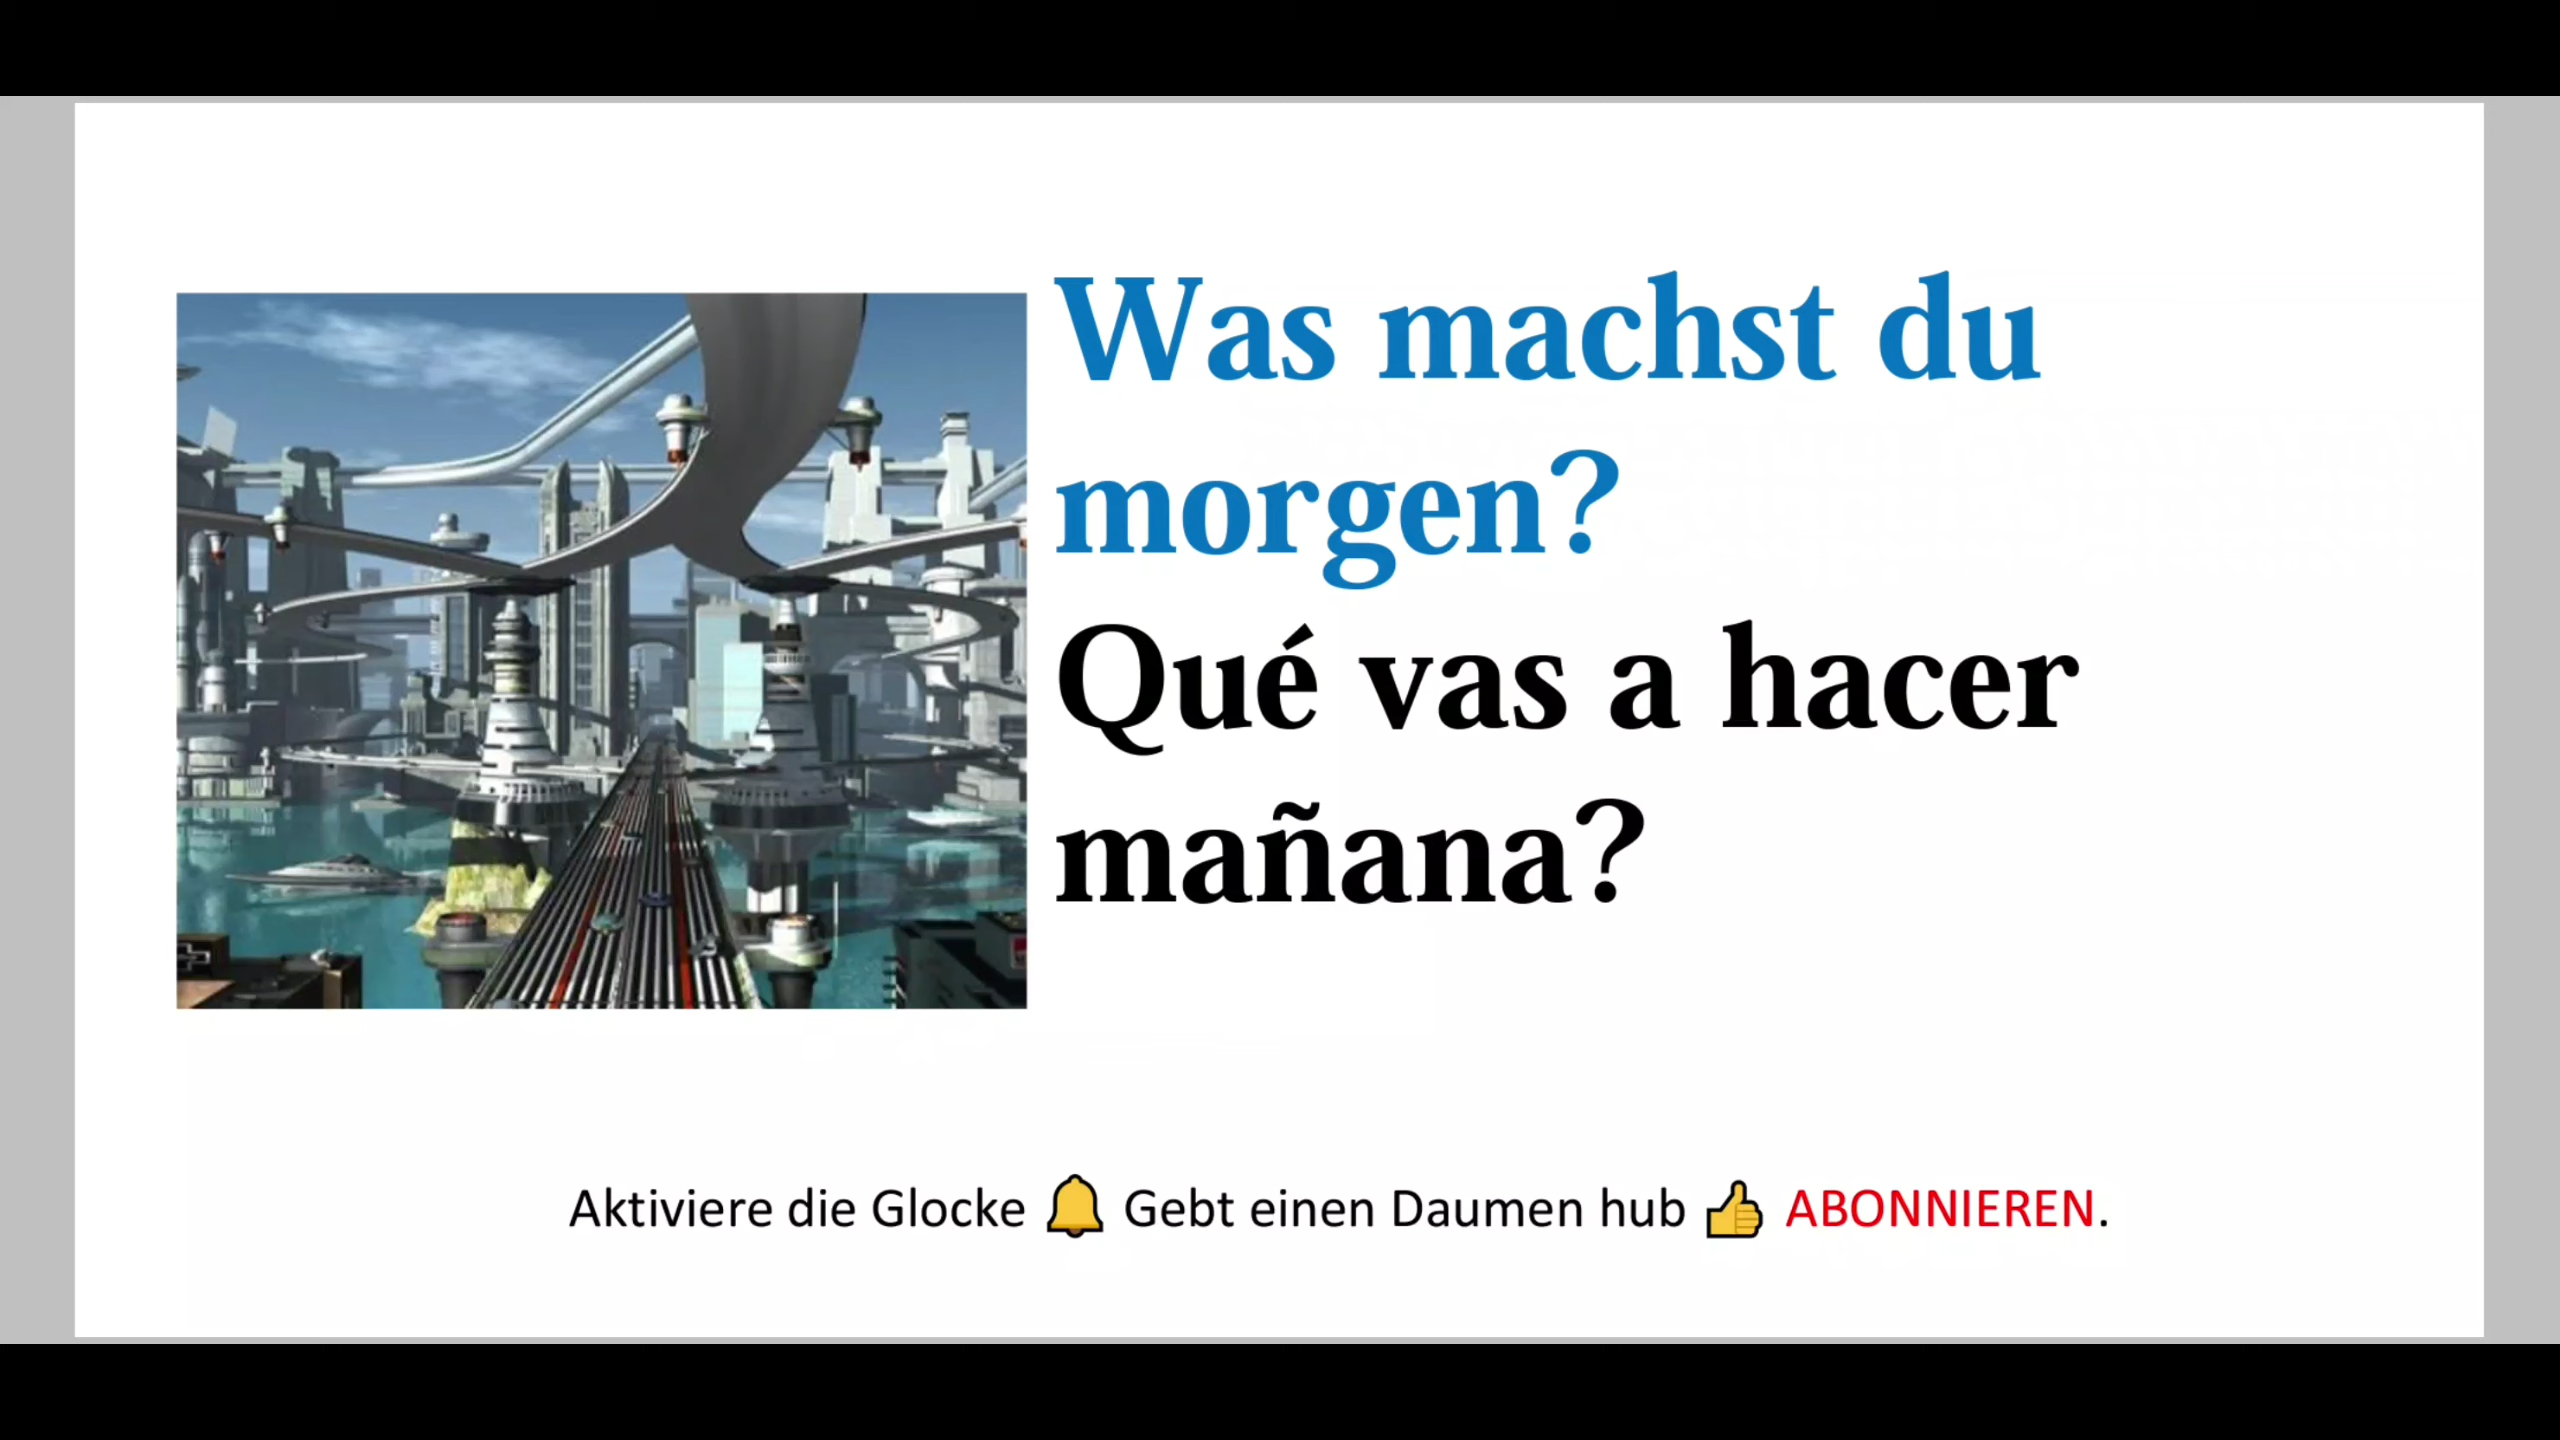 Was machst du
morgen?
Qué vas a hacer
mañana?
Aktiviere die Glocke 🔔 Gebt einen Daumen hub 👍 ABONNIEREN.